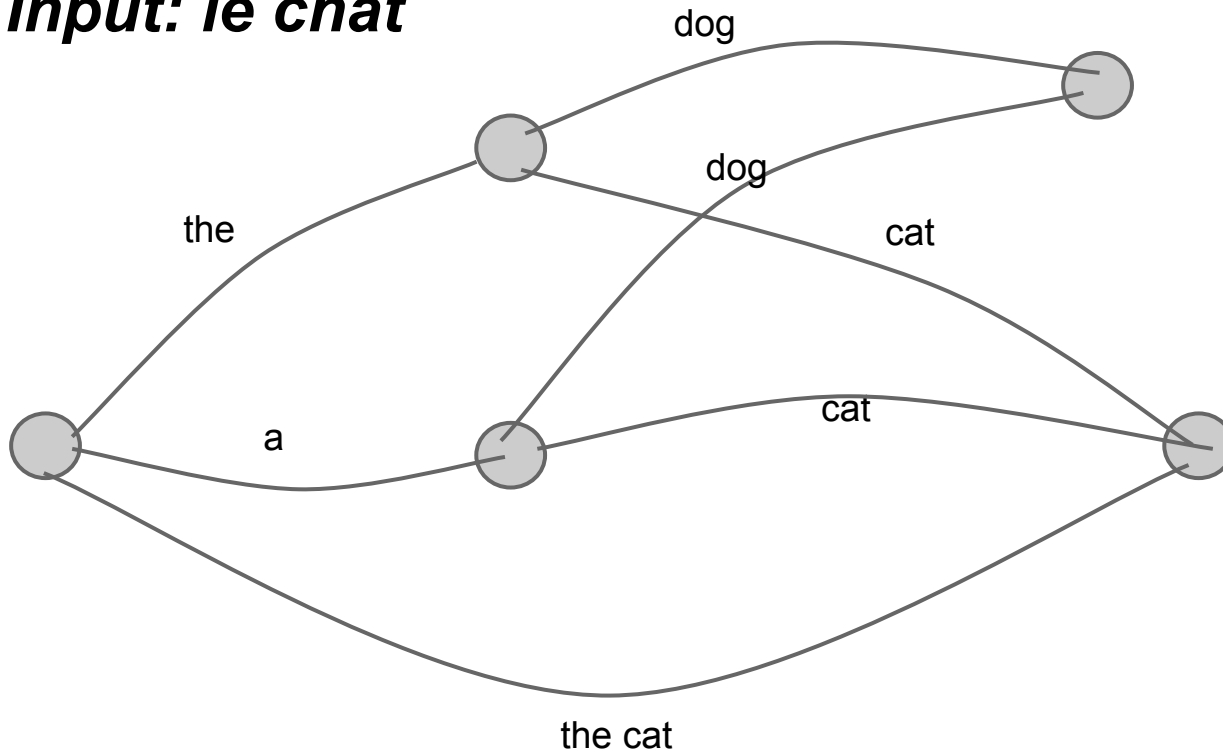 Input: le chat
dog
dog
the
cat
cat
a
the cat